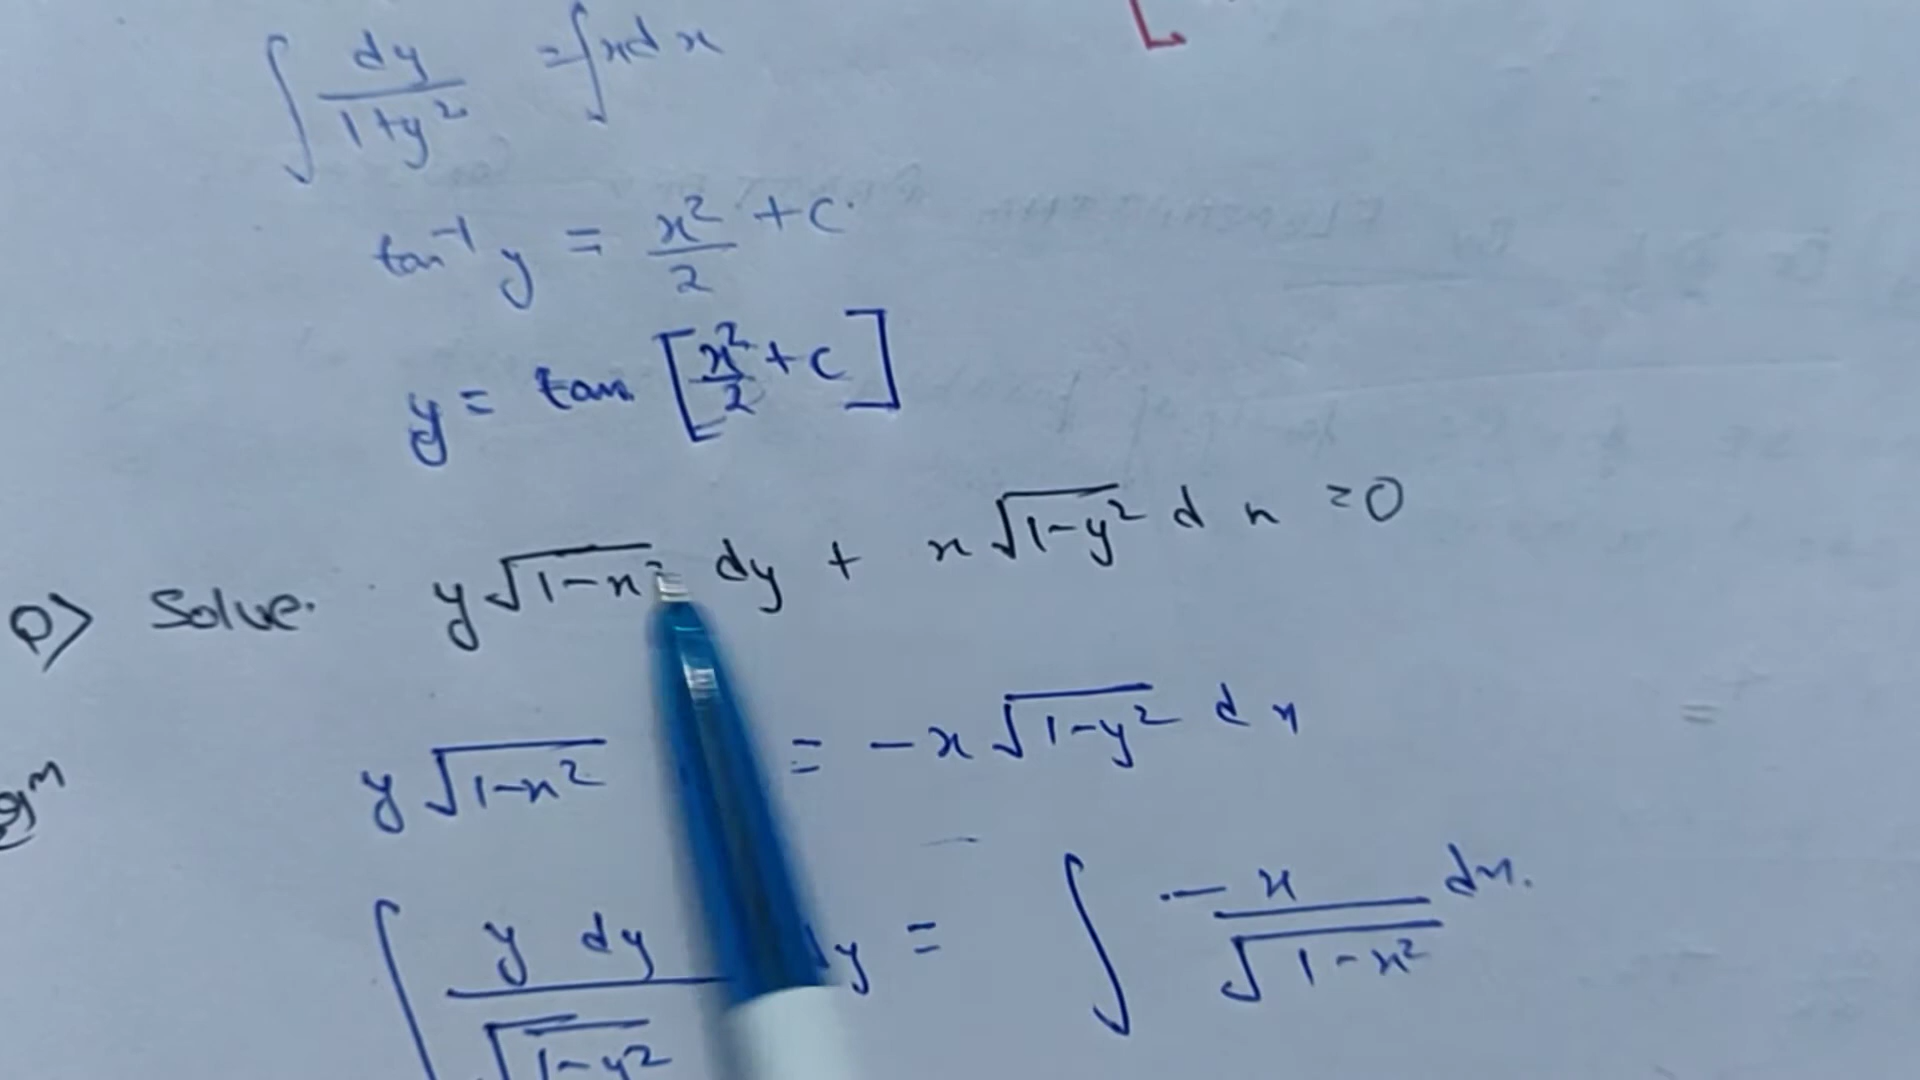 ∫ dy/(1+y²) = ∫ x dx
tan⁻¹ y = x²/2 + c.
y = tan [x²/2 + c]
Q> Solve. y√(1-x²) dy + x√(1-y²) dx = 0
y√(1-x²) = -x√(1-y²) dx
∫ y dy/√(1-y²) dy = ∫ -x/√(1-x²) dx.